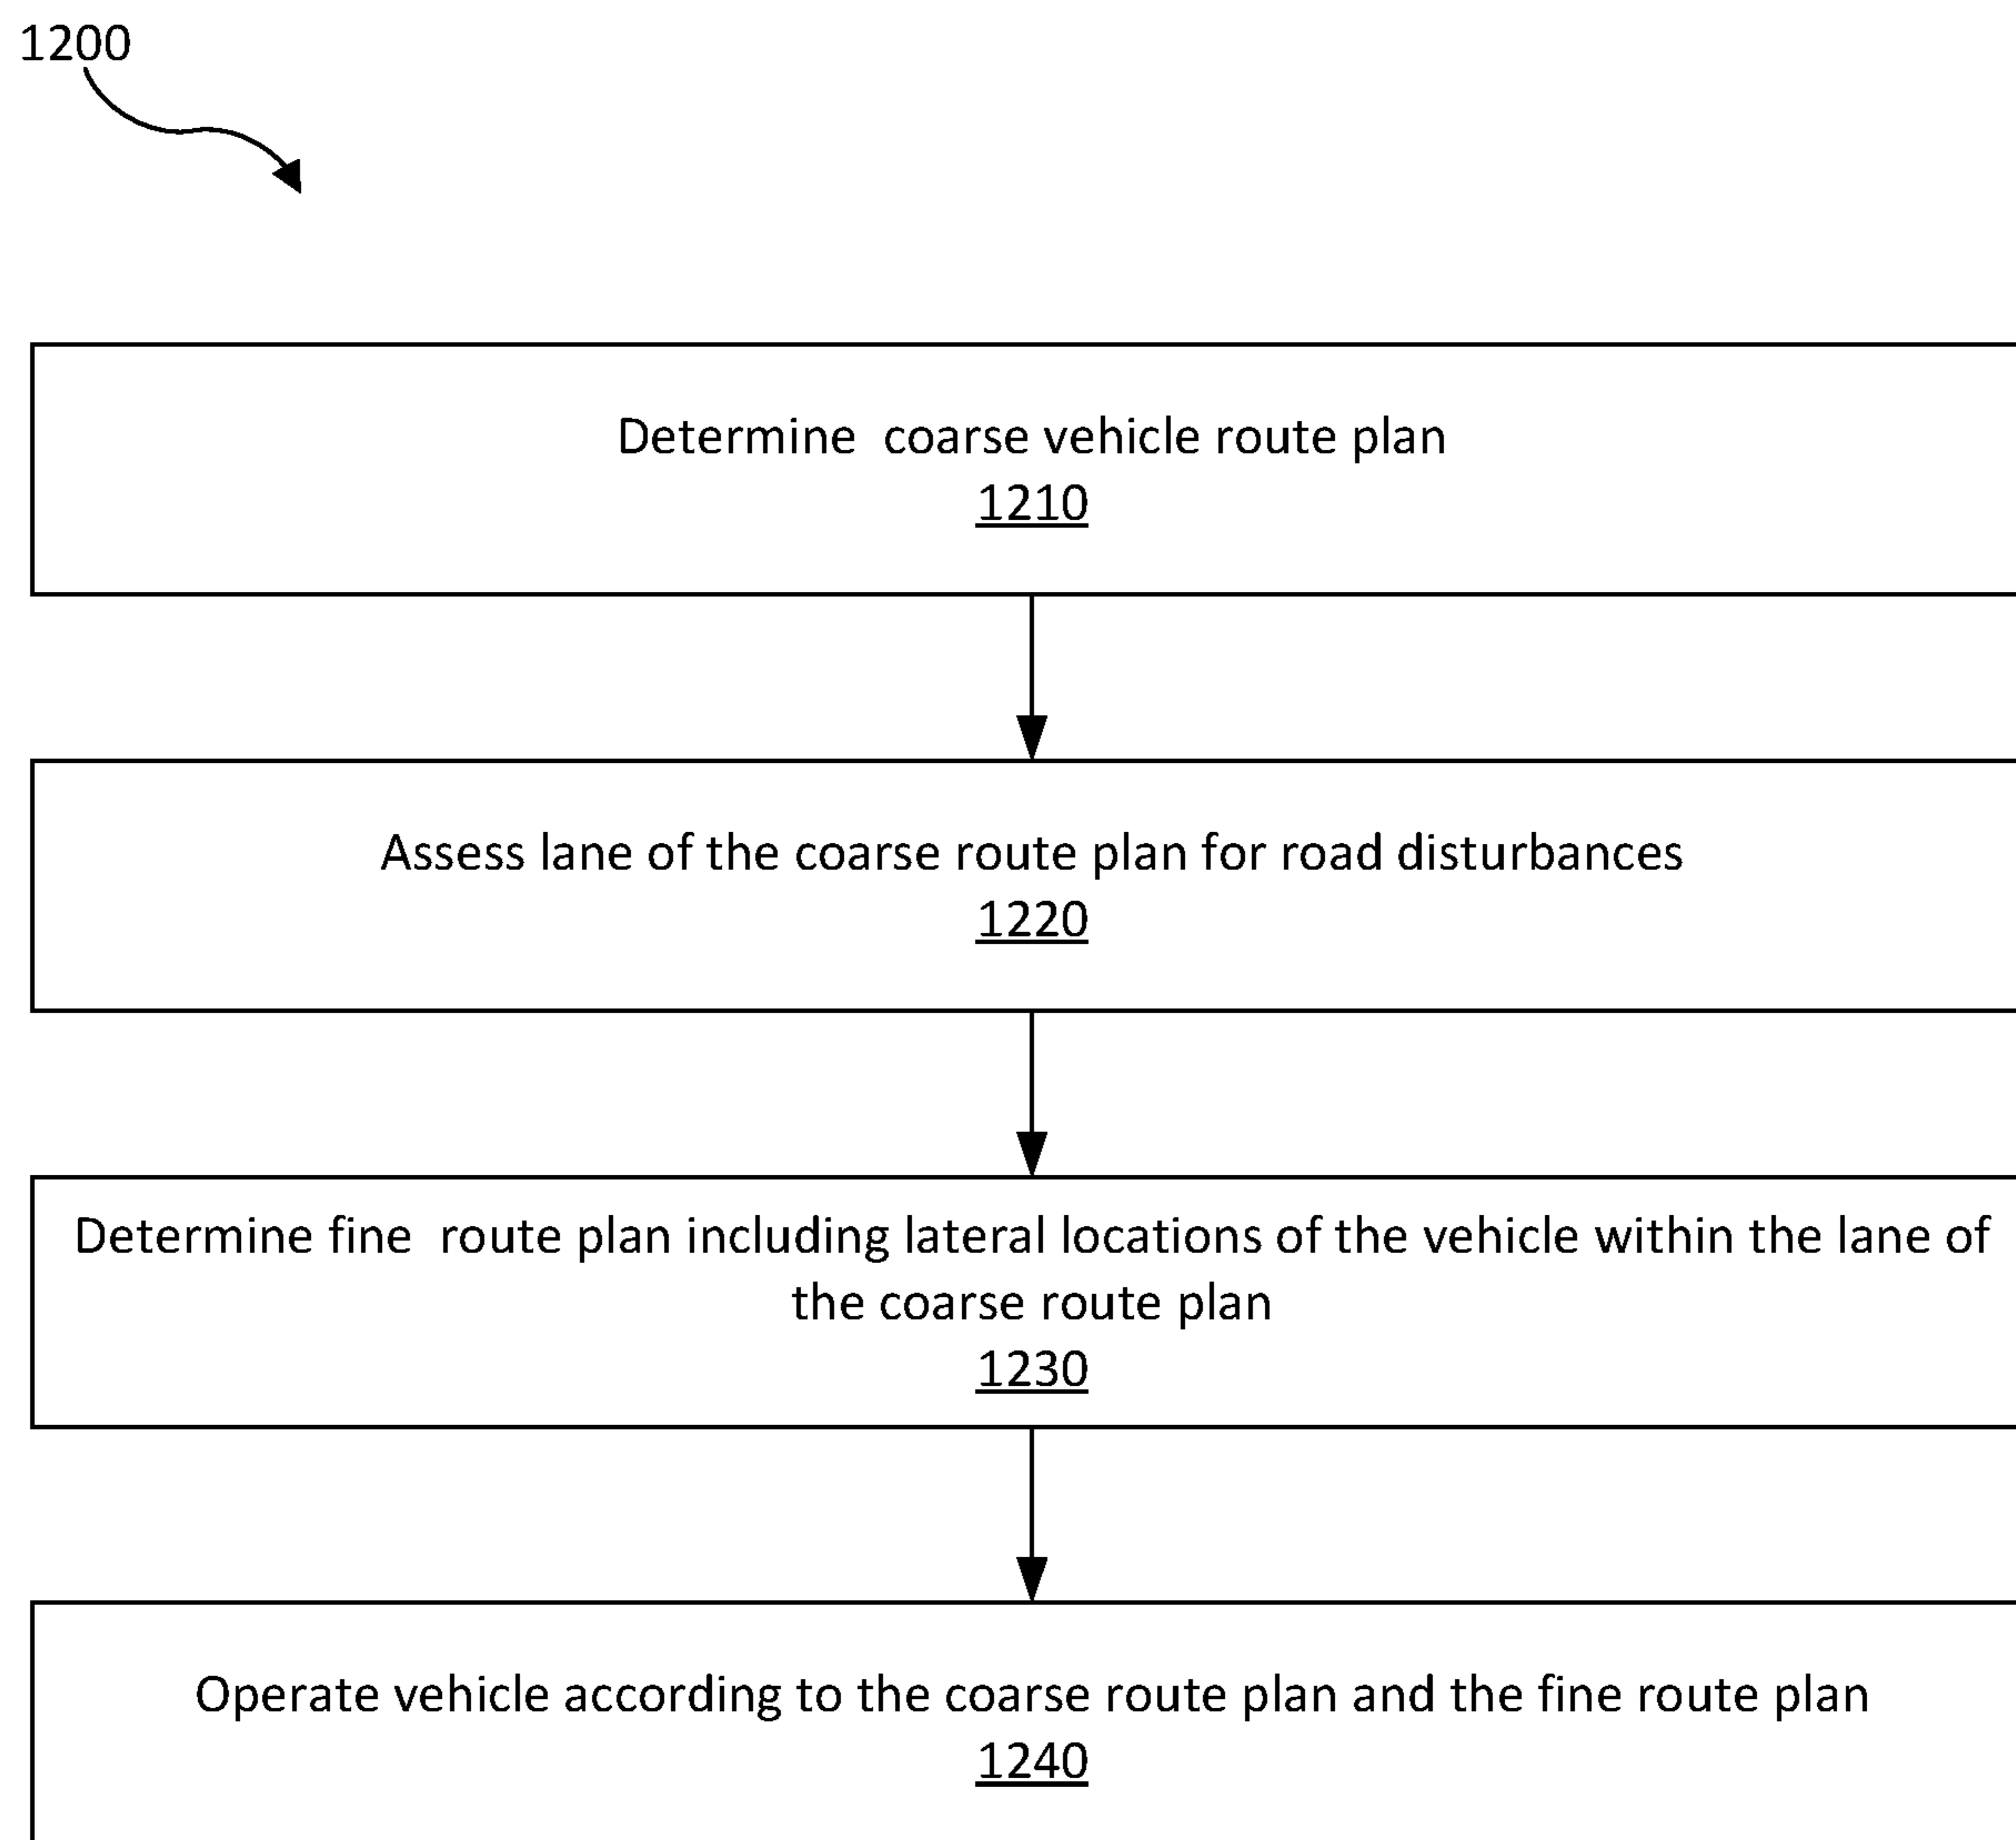 1200
Determine  coarse vehicle route plan
1210
Assess lane of the coarse route plan for road disturbances
1220
Determine fine  route plan including lateral locations of the vehicle within the lane of
the coarse route plan
1230
Operate vehicle according to the coarse route plan and the fine route plan
1240